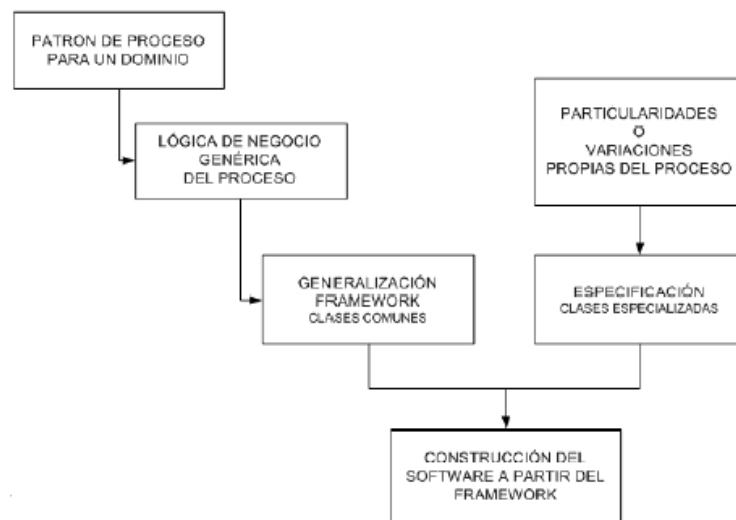 PATRON DE PROCESO
PARA UN DOMINIO
LÓGICA DE NEGOCIO
GENÉRICA
DEL PROCESO
PARTICULARIDADES
O
VARIACIONES
PROPIAS DEL PROCESO
GENERALIZACIÓN
FRAMEWORK
CLASES COMUNES
ESPECIFICACIÓN
CLASES ESPECIALIZADAS
CONSTRUCCIÓN DEL
SOFTWARE A PARTIR DEL
FRAMEWORK